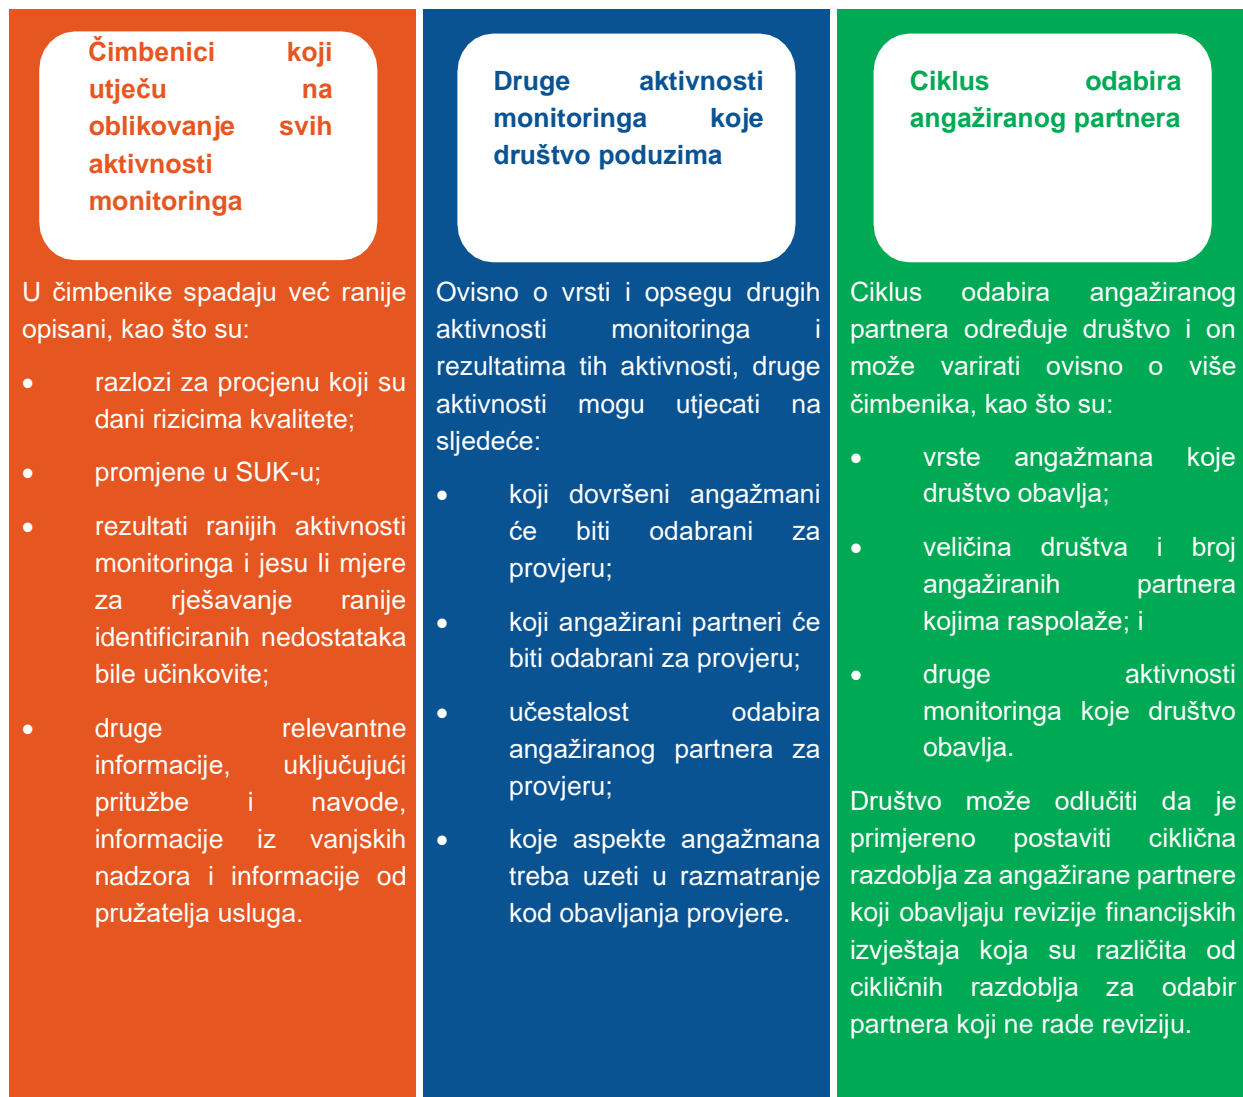 Čimbenici koji
utječu na
oblikovanje svih
aktivnosti
monitoringa
U čimbenike spadaju već ranije
opisani, kao što su:
• razlozi za procjenu koji su
dani rizicima kvalitete;
• promjene u SUK-u;
• rezultati ranijih aktivnosti
monitoringa i jesu li mjere
za rješavanje ranije
identificiranih nedostataka
bile učinkovite;
• druge relevantne
informacije, uključujući
pritužbe i navode,
informacije iz vanjskih
nadzora i informacije od
pružatelja usluga.
Druge aktivnosti
monitoringa koje
društvo poduzima
Ovisno o vrsti i opsegu drugih
aktivnosti monitoringa i
rezultatima tih aktivnosti, druge
aktivnosti mogu utjecati na
sljedeće:
• koji dovršeni angažmani
će biti odabrani za
provjeru;
• koji angažirani partneri će
biti odabrani za provjeru;
• učestalost odabira
angažiranog partnera za
provjeru;
• koje aspekte angažmana
treba uzeti u razmatranje
kod obavljanja provjere.
Ciklus odabira
angažiranog partnera
Ciklus odabira angažiranog
partnera određuje društvo i on
može varirati ovisno o više
čimbenika, kao što su:
• vrste angažmana koje
društvo obavlja;
• veličina društva i broj
angažiranih partnera
kojima raspolaže; i
• druge aktivnosti
monitoringa koje društvo
obavlja.
Društvo može odlučiti da je
primjereno postaviti ciklična
razdoblja za angažirane partnere
koji obavljaju revizije financijskih
izvještaja koja su različita od
cikličnih razdoblja za odabir
partnera koji ne rade reviziju.